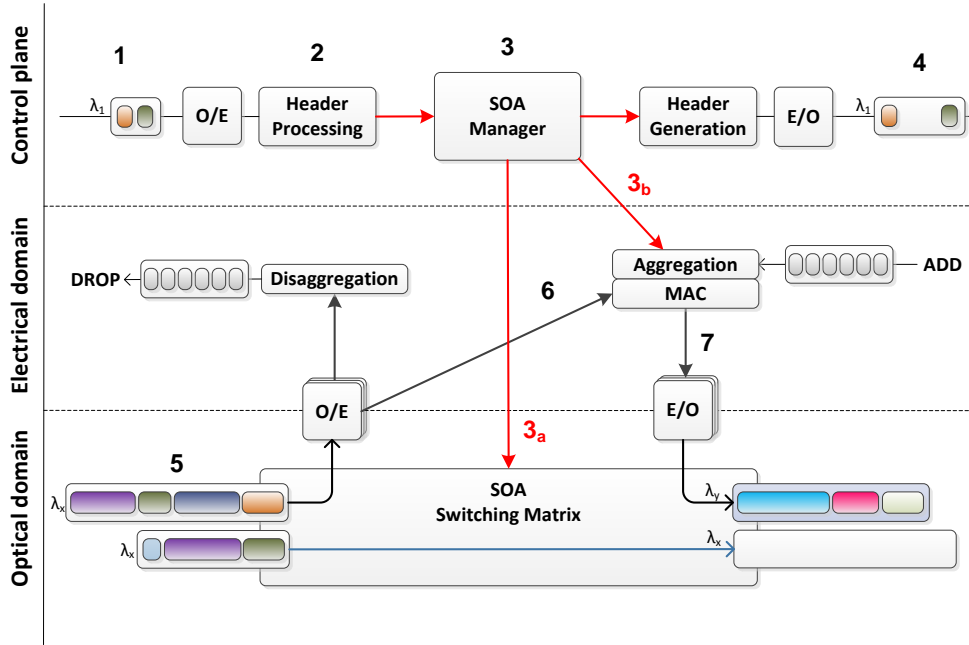 Control plane
1
2
3
4
λ1
O/E
Header
Processing
SOA
Manager
Header
Generation
E/O
λ1
3b
Electrical domain
DROP
Disaggregation
6
Aggregation
MAC
ADD
7
O/E
E/O
3a
Optical domain
5
λx
SOA
Switching Matrix
λy
λx
λx